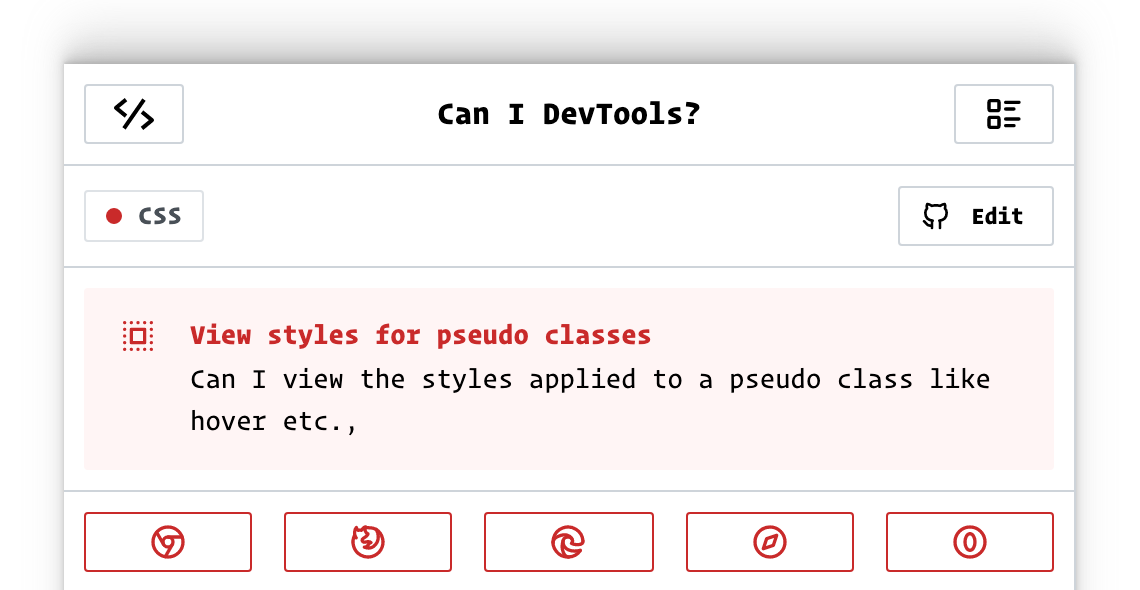 Can I DevTools?
CSS
Edit
View styles for pseudo classes
Can I view the styles applied to a pseudo class like
hover etc.,